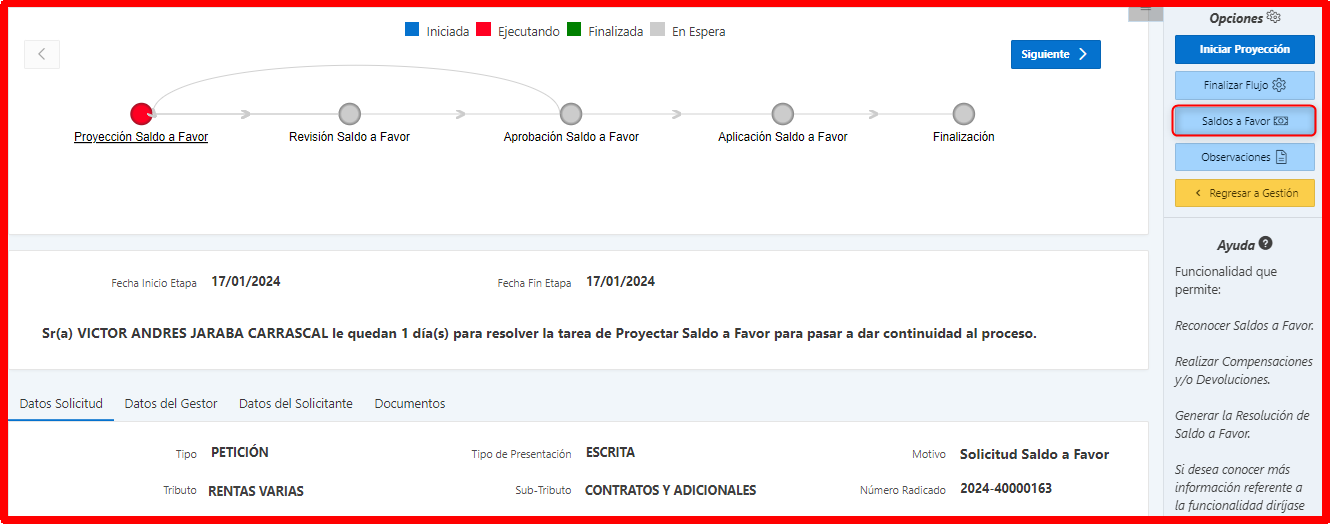 Iniciada Ejecutando Finalizada En Espera
Siguiente
Proyección Saldo a Favor
Revisión Saldo a Favor
Aprobación Saldo a Favor
Aplicación Saldo a Favor
Finalización
Fecha Inicio Etapa 17/01/2024
Fecha Fin Etapa 17/01/2024
Sr(a) VICTOR ANDRES JARABA CARRASCAL le quedan 1 día(s) para resolver la tarea de Proyectar Saldo a Favor para pasar a dar continuidad al proceso.
Datos Solicitud Datos del Gestor Datos del Solicitante Documentos
Tipo PETICIÓN
Tipo de Presentación ESCRITA
Motivo Solicitud Saldo a Favor
Tributo RENTAS VARIAS
Sub-Tributo CONTRATOS Y ADICIONALES
Número Radicado 2024-40000163
Opciones
Iniciar Proyección
Finalizar Flujo
Saldos a Favor
Observaciones
Regresar a Gestión
Ayuda
Funcionalidad que
permite:
Reconocer Saldos a Favor.
Realizar Compensaciones
y/o Devoluciones.
Generar la Resolución de
Saldo a Favor.
Si desea conocer más
información referente a
la funcionalidad diríjase